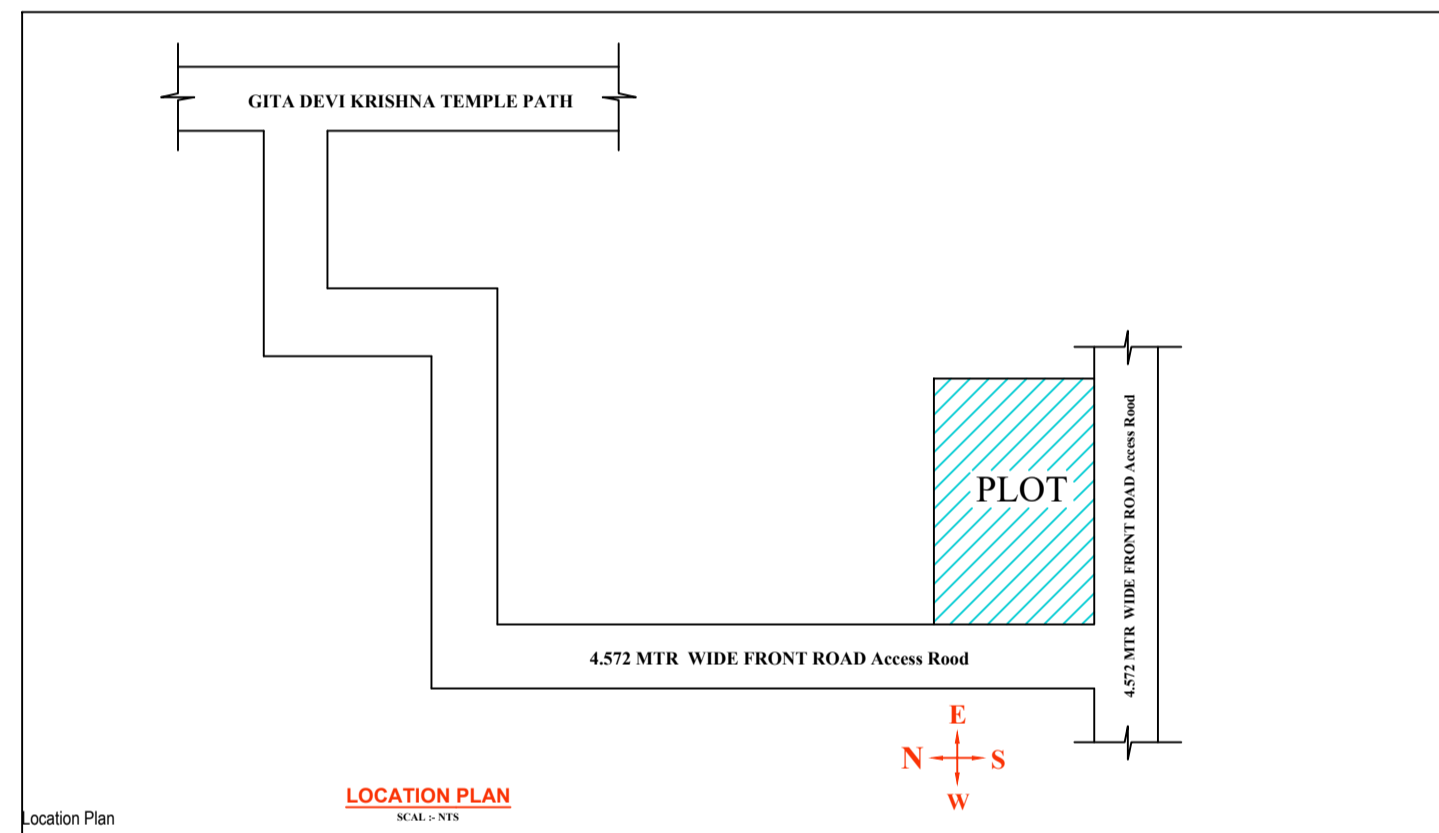 GITA DEVI KRISHNA TEMPLE PATH
PLOT
4.572 MTR WIDE FRONT ROAD Access Rood
4.572 MTR WIDE FRONT ROAD Access Rood
E
N
S
W
LOCATION PLAN
SCAL :- NTS
Location Plan